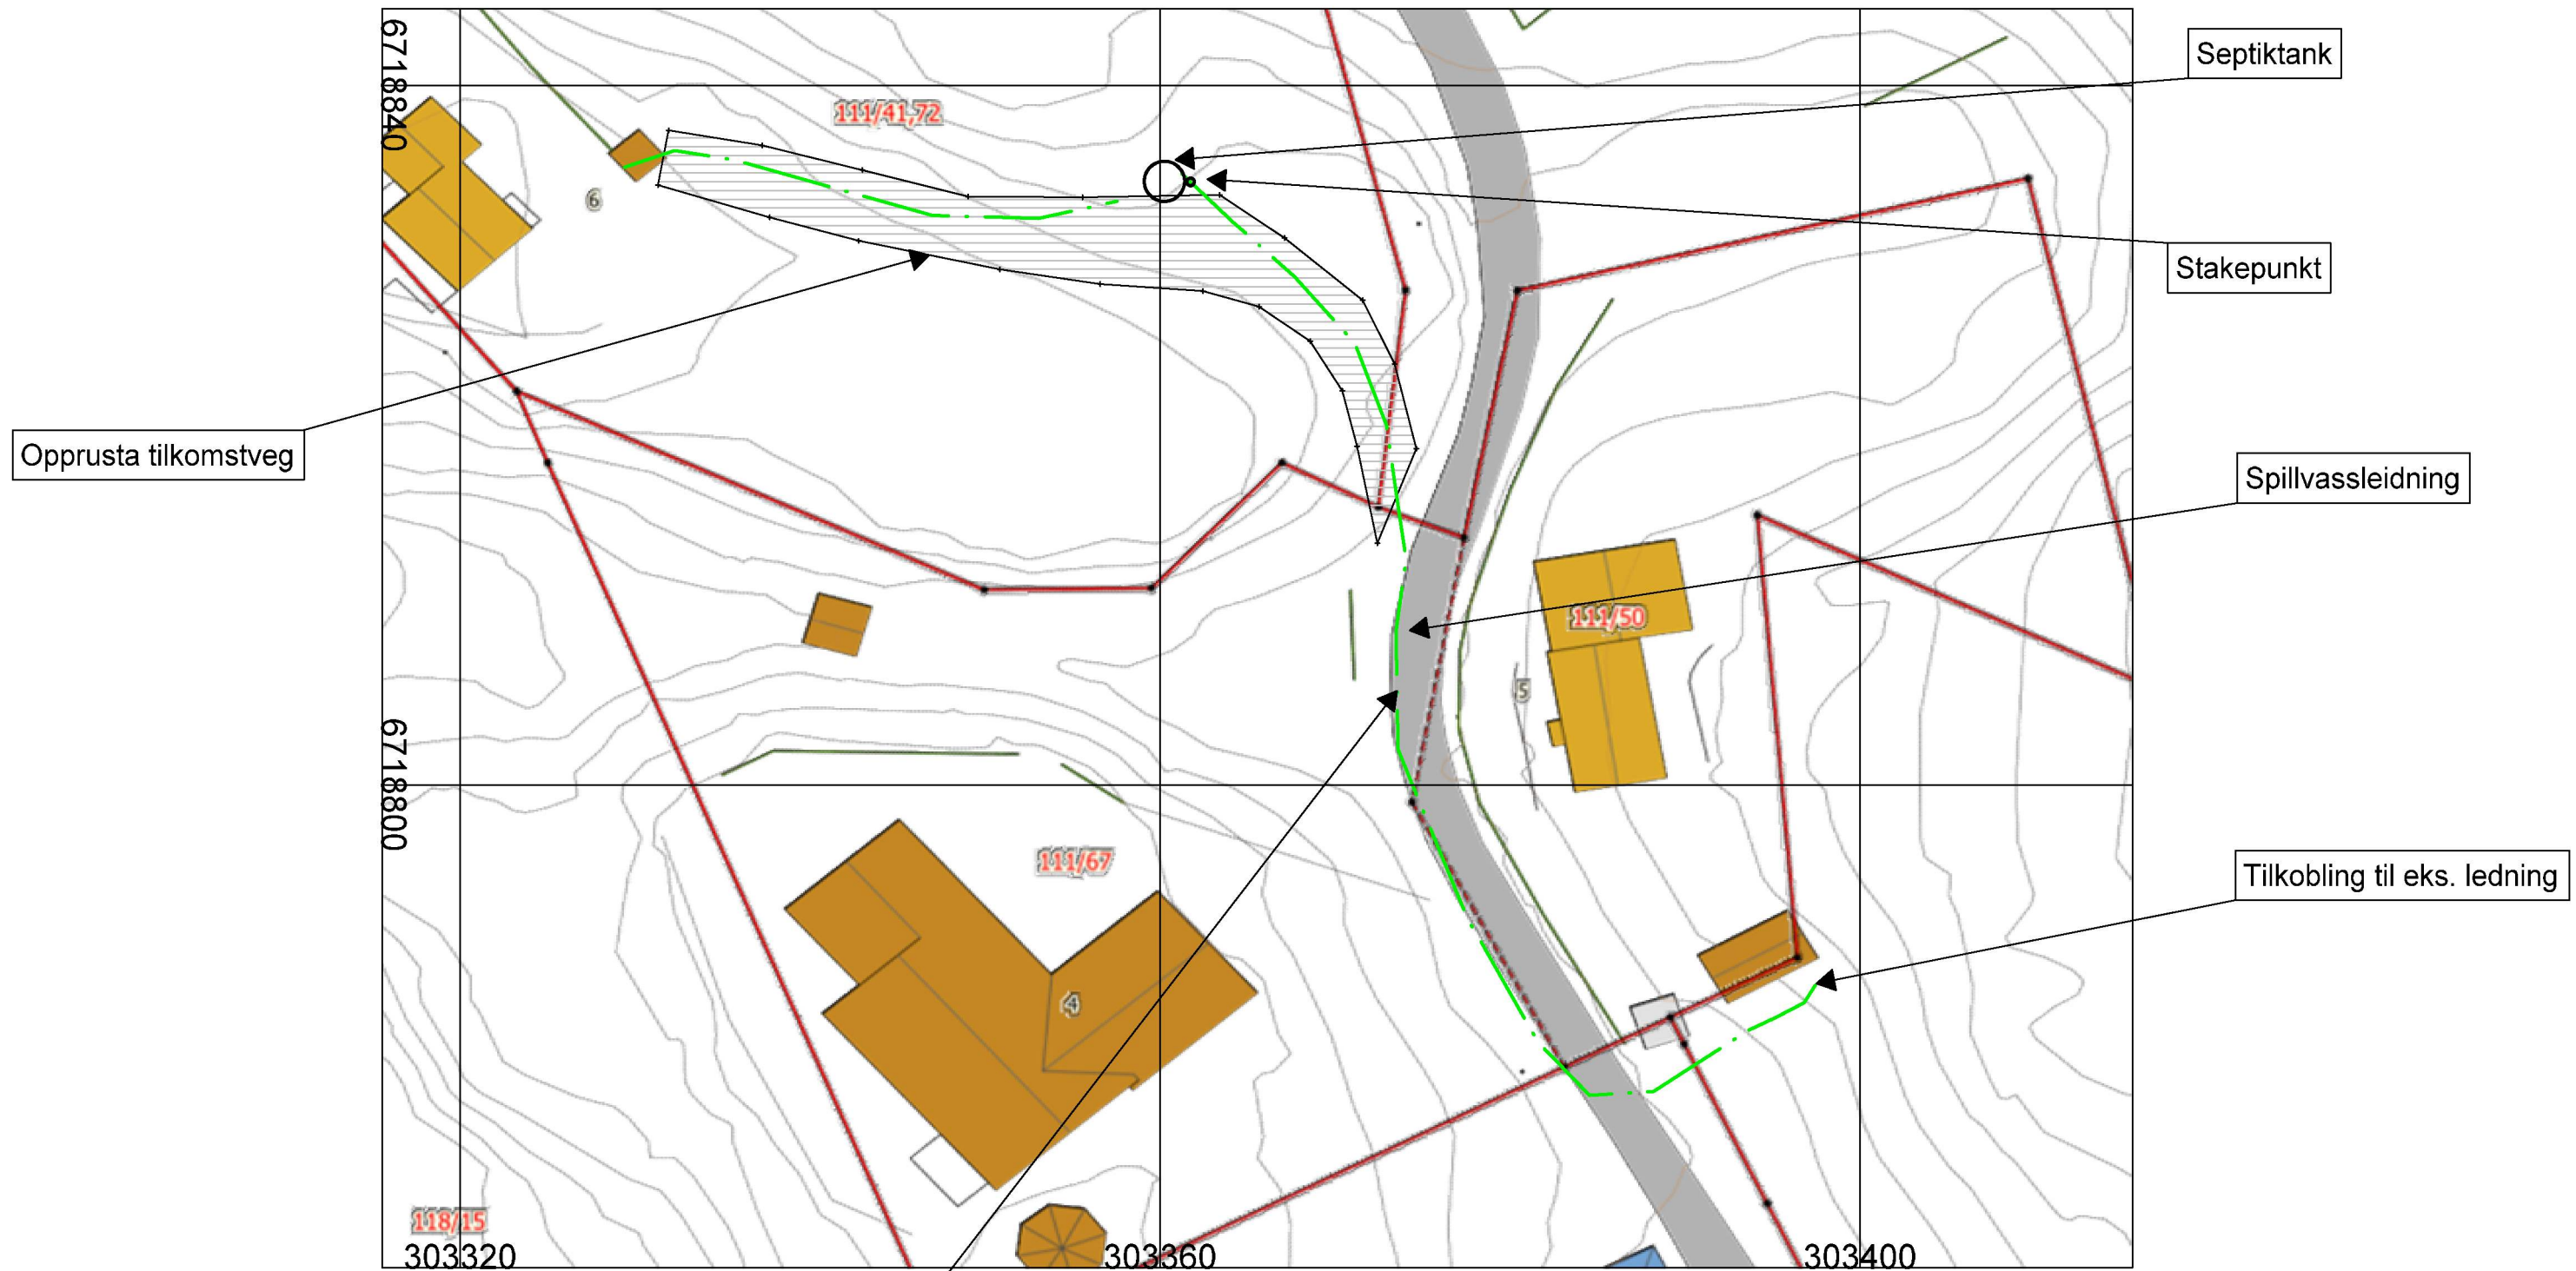 Septiktank
6718840
111/41,72
6
Stakepunkt
Opprusta tilkomstveg
Spillvassleidning
111/50
5
6718800
111/67
Tilkobling til eks. ledning
4
118/15
303320
303360
303400